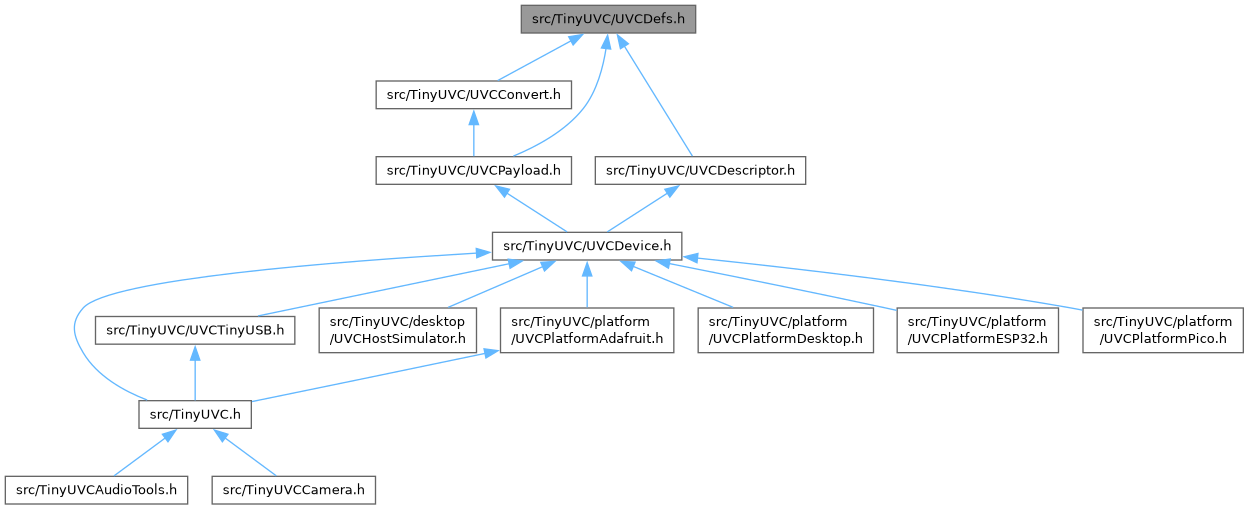 src/TinyUVC/UVCDefs.h
src/TinyUVC/UVCConvert.h
src/TinyUVC/UVCPayload.h
src/TinyUVC/UVCDescriptor.h
src/TinyUVC/UVCDevice.h
src/TinyUVC/UVCTinyUSB.h
src/TinyUVC/desktop
/UVCHostSimulator.h
src/TinyUVC/platform
/UVCPlatformAdafruit.h
src/TinyUVC/platform
/UVCPlatformDesktop.h
src/TinyUVC/platform
/UVCPlatformESP32.h
src/TinyUVC/platform
/UVCPlatformPico.h
src/TinyUVC.h
src/TinyUVCAudioTools.h
src/TinyUVCCamera.h